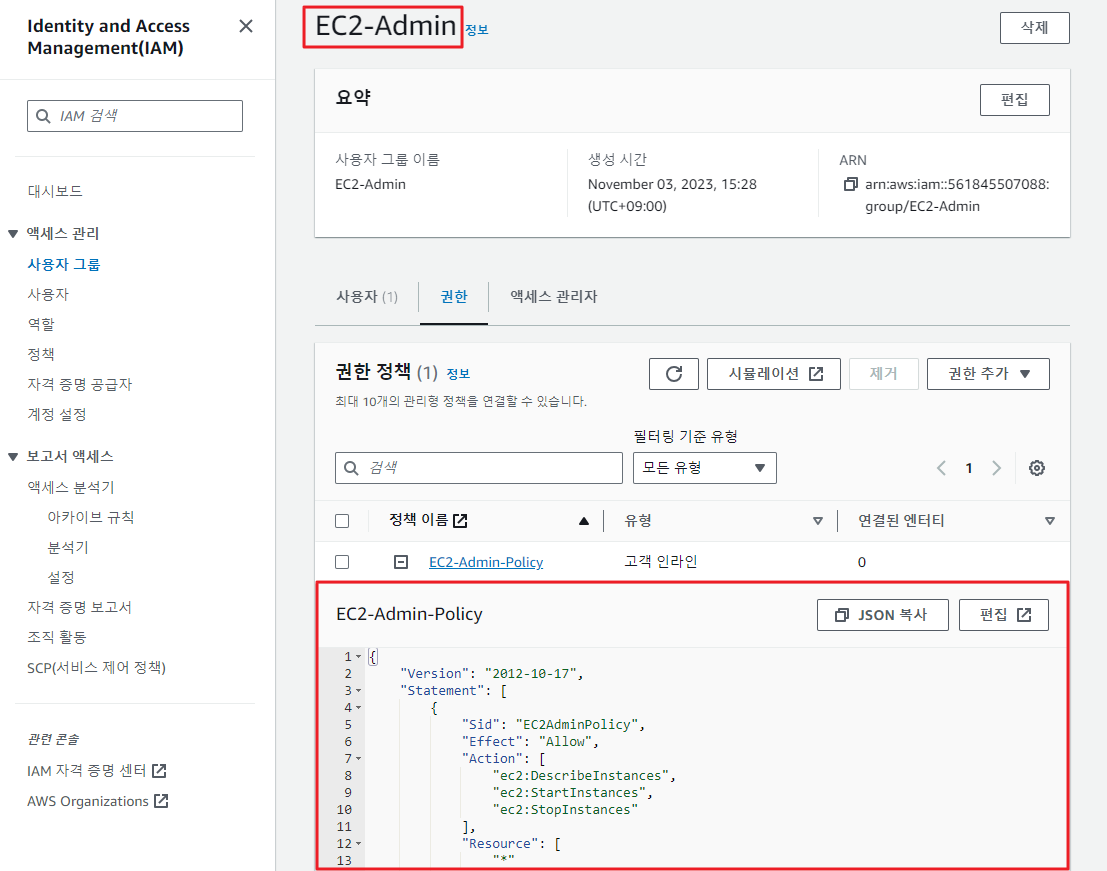 Identity and Access
Management(IAM)
IAM 검색
대시보드
액세스 관리
사용자 그룹
사용자
역할
정책
자격 증명 공급자
계정 설정
보고서 액세스
액세스 분석기
아카이브 규칙
분석기
설정
자격 증명 보고서
조직 활동
SCP(서비스 제어 정책)
관련 콘솔
IAM 자격 증명 센터
AWS Organizations
EC2-Admin 정보
삭제
요약
편집
사용자 그룹 이름
EC2-Admin
생성 시간
November 03, 2023, 15:28
(UTC+09:00)
ARN
arn:aws:iam::561845507088:
group/EC2-Admin
사용자 (1) 권한 액세스 관리자
권한 정책 (1) 정보
시뮬레이션 제거 권한 추가
최대 10개의 관리형 정책을 연결할 수 있습니다.
필터링 기준 유형
검색 모든 유형 1
정책 이름 유형 연결된 엔터티
EC2-Admin-Policy 고객 인라인 0
EC2-Admin-Policy JSON 복사 편집
1 {
2 "Version": "2012-10-17",
3 "Statement": [
4 {
5 "Sid": "EC2AdminPolicy",
6 "Effect": "Allow",
7 "Action": [
8 "ec2:DescribeInstances",
9 "ec2:StartInstances",
10 "ec2:StopInstances"
11 ],
12 "Resource": [
13 "*"